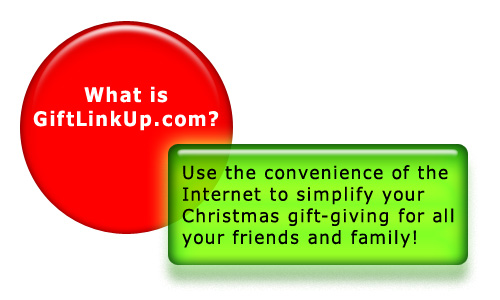 What is
GiftLinkUp.com?
Use the convenience of the
Internet to simplify your
Christmas gift-giving for all
your friends and family!